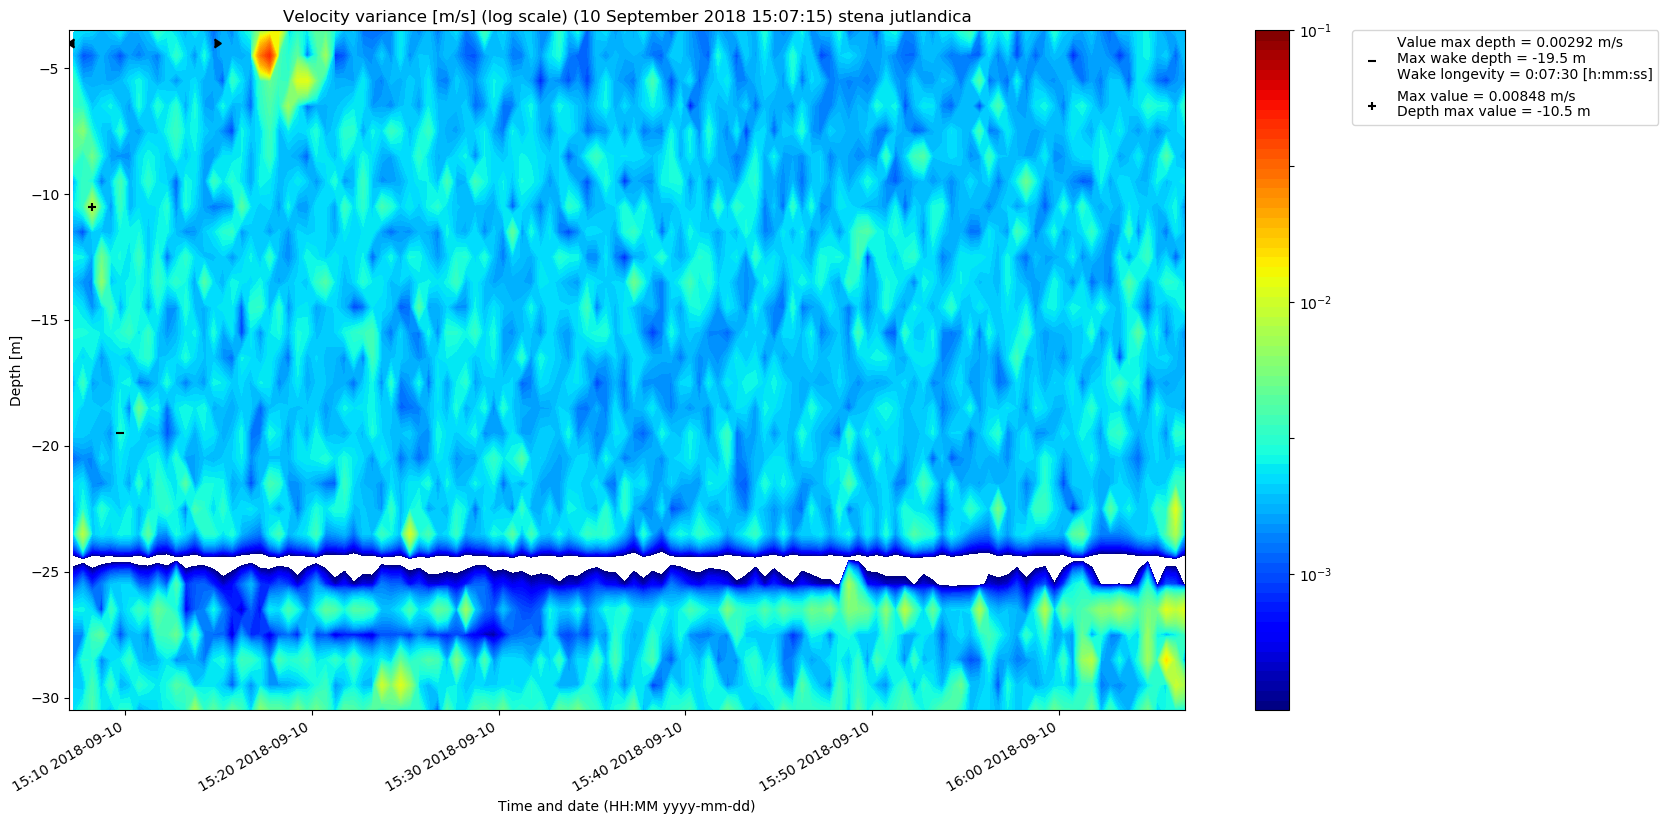 Velocity variance [m/s] (log scale) (10 September 2018 15:07:15) stena jutlandica
Depth [m]
−5
−10
−15
−20
−25
−30
15:10 2018-09-10
15:20 2018-09-10
15:30 2018-09-10
15:40 2018-09-10
15:50 2018-09-10
16:00 2018-09-10
Time and date (HH:MM yyyy-mm-dd)
10⁻¹
10⁻²
10⁻³
Value max depth = 0.00292 m/s
Max wake depth = -19.5 m
Wake longevity = 0:07:30 [h:mm:ss]
Max value = 0.00848 m/s
Depth max value = -10.5 m